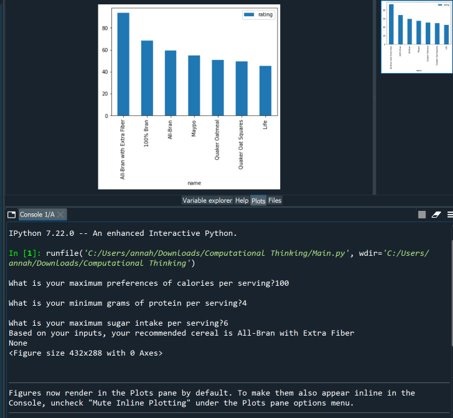 rating
80
60
40
20
0
All-Bran with Extra Fiber
100% Bran
All-Bran
Maypo
Quaker Oatmeal
Quaker Oat Squares
Life
name
Variable explorer Help Plots Files
Console 1/A
IPython 7.22.0 -- An enhanced Interactive Python.
In [1]: runfile('C:/Users/annah/Downloads/Computational Thinking/Main.py', wdir='C:/Users/
annah/Downloads/Computational Thinking')
What is your maximum preferences of calories per serving?100
What is your minimum grams of protein per serving?4
What is your maximum sugar intake per serving?6
Based on your inputs, your recommended cereal is All-Bran with Extra Fiber
None
<Figure size 432x288 with 0 Axes>
Figures now render in the Plots pane by default. To make them also appear inline in the
Console, uncheck "Mute Inline Plotting" under the Plots pane options menu.